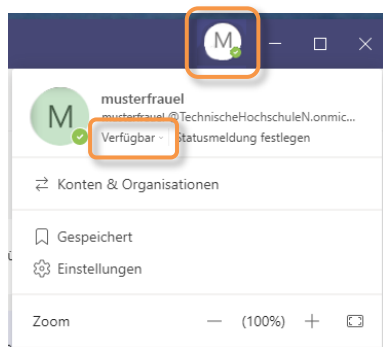 M
M
musterfrauel
musterfrauel @TechnischeHochschuleN.onmic...
Verfügbar Statusmeldung festlegen
Konten & Organisationen
Gespeichert
Einstellungen
Zoom — (100%) +